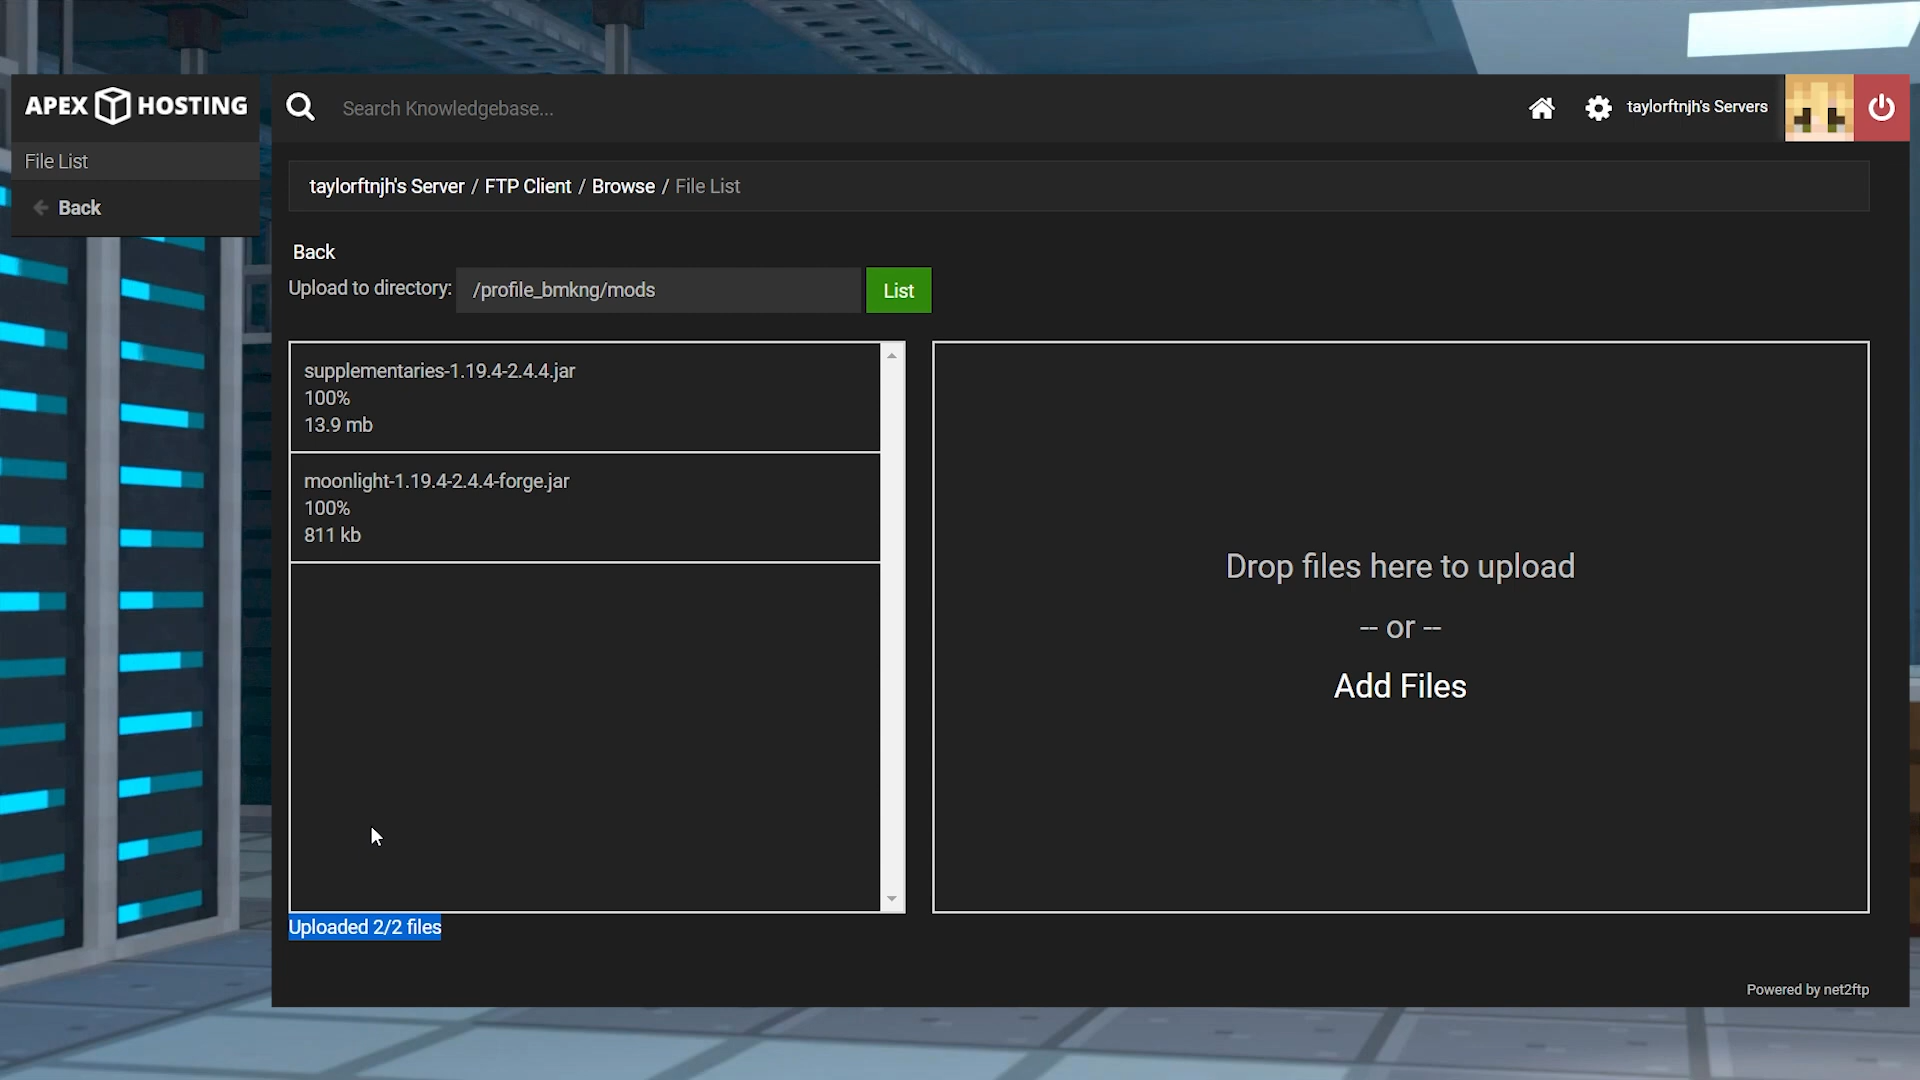 APEX HOSTING
Search Knowledgebase...
taylorftnjh's Servers
File List
Back
taylorftnjh's Server / FTP Client / Browse / File List
Back
Upload to directory: /profile_bmkng/mods List
supplementaries-1.19.4-2.4.4.jar
100%
13.9 mb
moonlight-1.19.4-2.4.4-forge.jar
100%
811 kb
Drop files here to upload
-- or --
Add Files
Uploaded 2/2 files
Powered by net2ftp